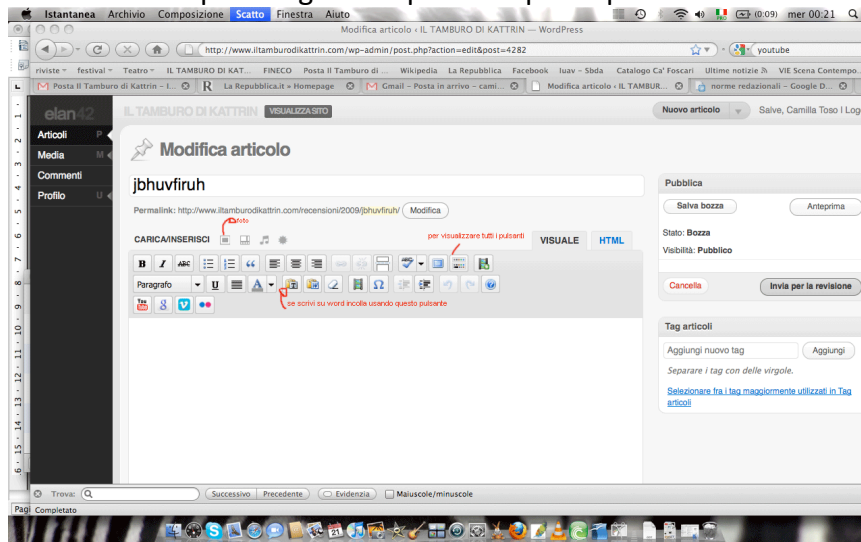 Istantanea Archivio Composizione Scatto Finestra Aiuto (0:09) mer 00:21
Modifica articolo ‹ IL TAMBURO DI KATTRIN — WordPress
http://www.iltamburodikattrin.com/wp-admin/post.php?action=edit&post=4282 youtube
riviste festival Teatro IL TAMBURO DI KAT... FINECO Posta Il Tamburo di ... Wikipedia La Repubblica Facebook Iuav – Sbda Catalogo Ca' Foscari Ultime notizie VIE Scena Contempo...
Posta Il Tamburo di Kattrin – I... La Repubblica.it » Homepage Gmail – Posta in arrivo – cami... Modifica articolo ‹ IL TAMBUR... norme redazionali – Google D...
elan42 IL TAMBURO DI KATTRIN VISUALIZZA SITO Nuovo articolo Salve, Camilla Toso I Log
Articoli P
Media M
Commenti
Profilo U
Modifica articolo
jbhuvfiruh
Permalink: http://www.iltamburodikattrin.com/recensioni/2009/jbhuvfiruh/ Modifica
foto
CARICA/INSERISCI per visualizzare tutti i pulsanti VISUALE HTML
B I ABC
Paragrafo U A Ω
se scrivi su word incolla usando questo pulsante
You Tube 8
Pubblica
Salva bozza Anteprima
Stato: Bozza
Visibilità: Pubblico
Cancella Invia per la revisione
Tag articoli
Aggiungi nuovo tag Aggiungi
Separare i tag con delle virgole.
Selezionare fra i tag maggiormente utilizzati in Tag
articoli
Trova: Successivo Precedente Evidenzia Maiuscole/minuscole
Pagi Completato